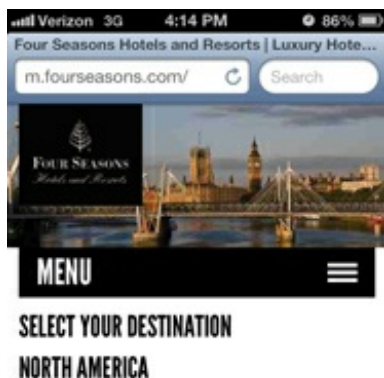 Verizon 3G 4:14 PM 86%
Four Seasons Hotels and Resorts | Luxury Hote...
m.fourseasons.com/ Search
FOUR SEASONS
Hotels and Resorts
MENU
SELECT YOUR DESTINATION
NORTH AMERICA